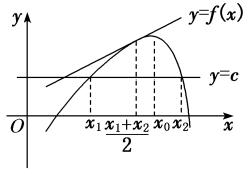 y
y=f(x)
y=c
O
x₁ x₁+x₂/2 x₀ x₂ x